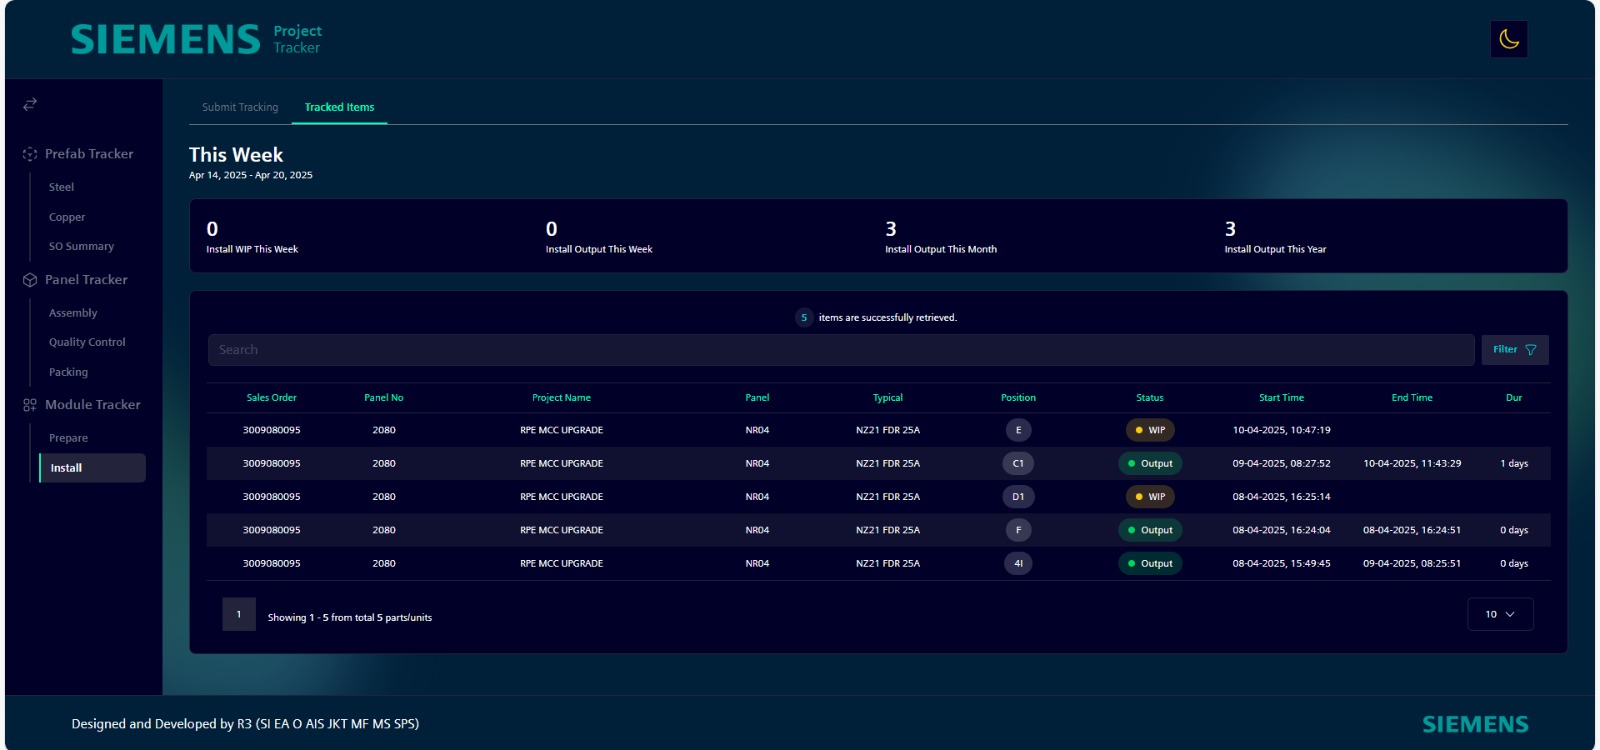 SIEMENS Project Tracker
Submit Tracking Tracked Items
Prefab Tracker
Steel
Copper
SO Summary
Panel Tracker
Assembly
Quality Control
Packing
Module Tracker
Prepare
Install
This Week
Apr 14, 2025 - Apr 20, 2025
0 0 3 3
Install WIP This Week Install Output This Week Install Output This Month Install Output This Year
5 items are successfully retrieved.
Search Filter
Sales Order Panel No Project Name Panel Typical Position Status Start Time End Time Dur
3009080095 2080 RPE MCC UPGRADE NR04 NZ21 FDR 25A E WIP 10-04-2025, 10:47:19
3009080095 2080 RPE MCC UPGRADE NR04 NZ21 FDR 25A C1 Output 09-04-2025, 08:27:52 10-04-2025, 11:43:29 1 days
3009080095 2080 RPE MCC UPGRADE NR04 NZ21 FDR 25A D1 WIP 08-04-2025, 16:25:14
3009080095 2080 RPE MCC UPGRADE NR04 NZ21 FDR 25A F Output 08-04-2025, 16:24:04 08-04-2025, 16:24:51 0 days
3009080095 2080 RPE MCC UPGRADE NR04 NZ21 FDR 25A 4I Output 08-04-2025, 15:49:45 09-04-2025, 08:25:51 0 days
1 Showing 1 - 5 from total 5 parts/units 10
Designed and Developed by R3 (SI EA O AIS JKT MF MS SPS) SIEMENS